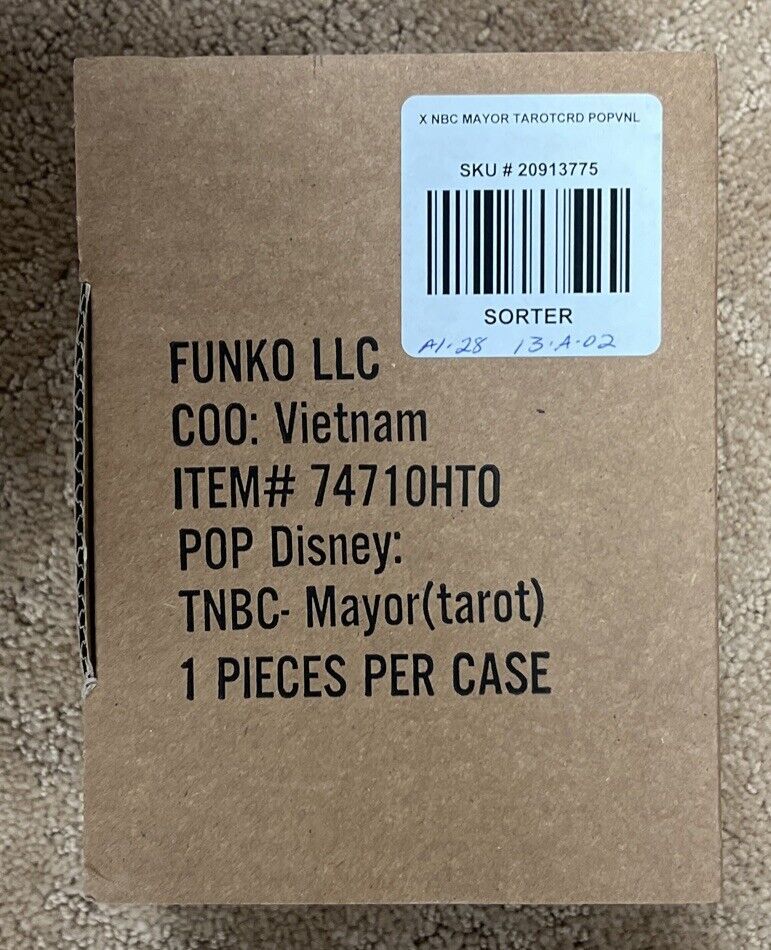 X NBC MAYOR TAROTCRD POPVNL
SKU # 20913775
SORTER
A1-28 13-A-02
FUNKO LLC
COO: Vietnam
ITEM# 74710HT0
POP Disney:
TNBC- Mayor(tarot)
1 PIECES PER CASE